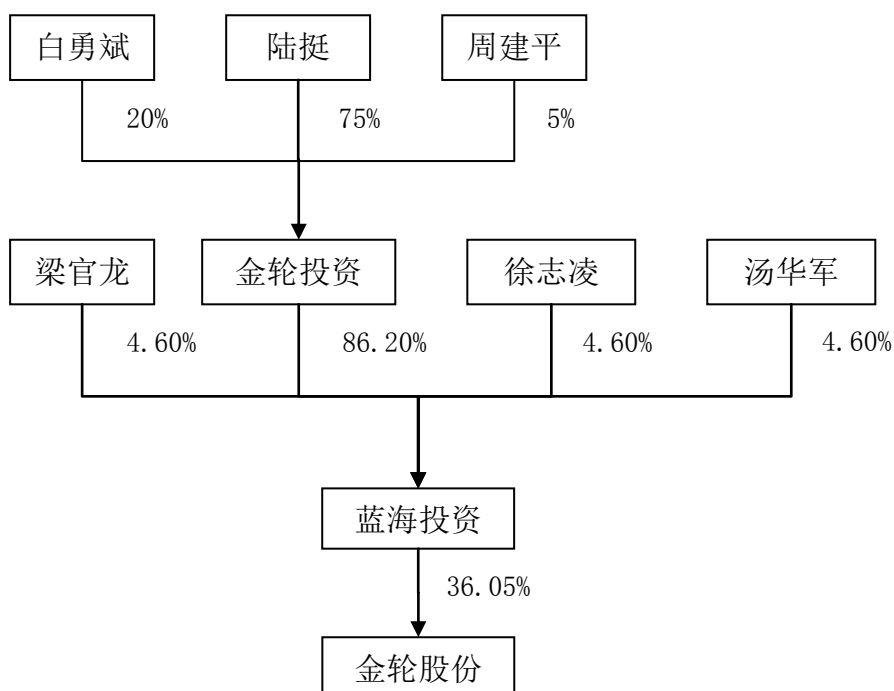 白勇斌 陆挺 周建平
20% 75% 5%
梁官龙 金轮投资 徐志凌 汤华军
4.60% 86.20% 4.60% 4.60%
蓝海投资
36.05%
金轮股份